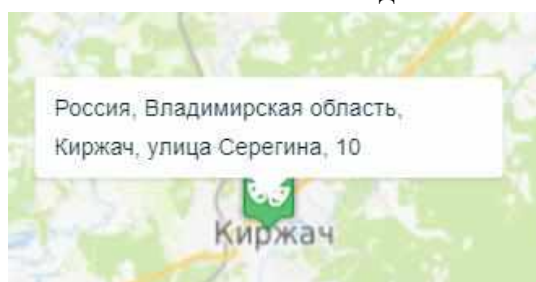 Россия, Владимирская область,
Киржач, улица Серегина, 10
Киржач